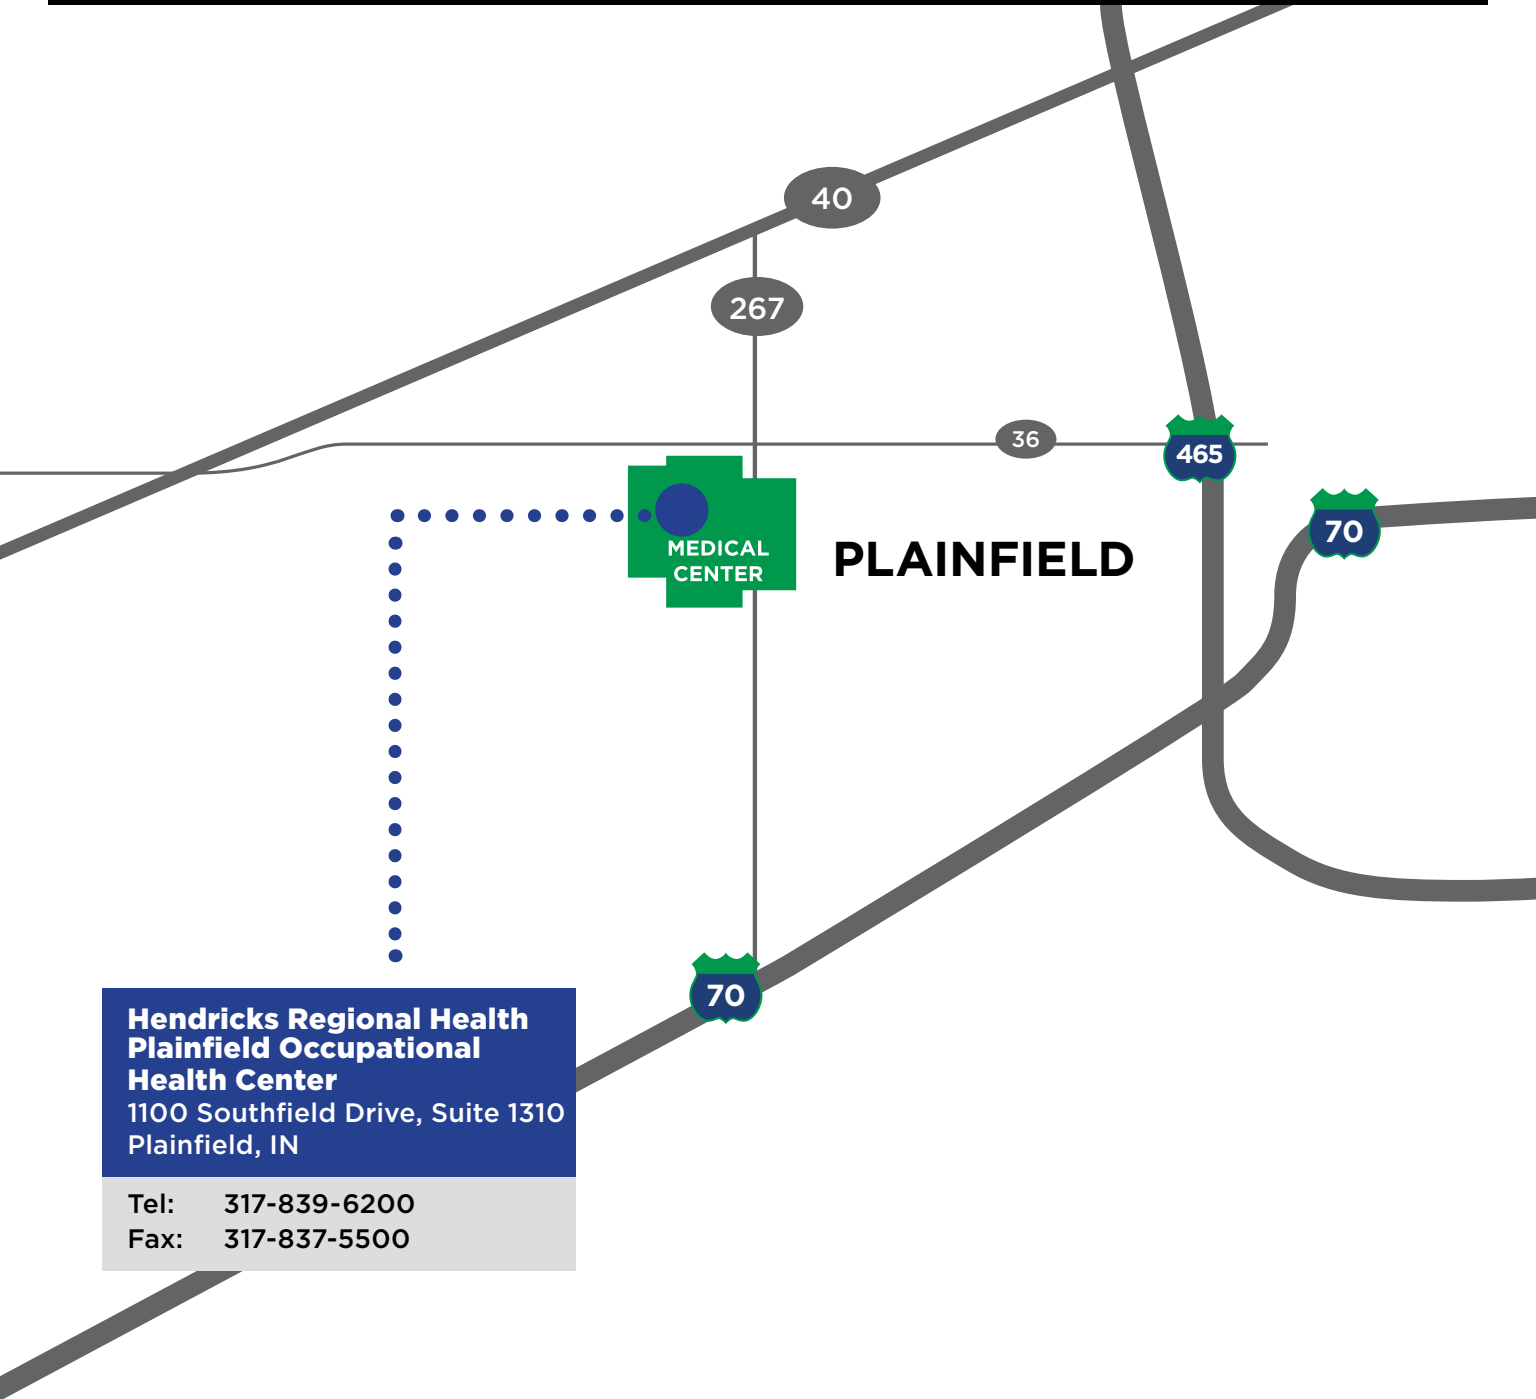 40
267
36
465
70
MEDICAL
CENTER
PLAINFIELD
70
Hendricks Regional Health
Plainfield Occupational
Health Center
1100 Southfield Drive, Suite 1310
Plainfield, IN
Tel: 317-839-6200
Fax: 317-837-5500